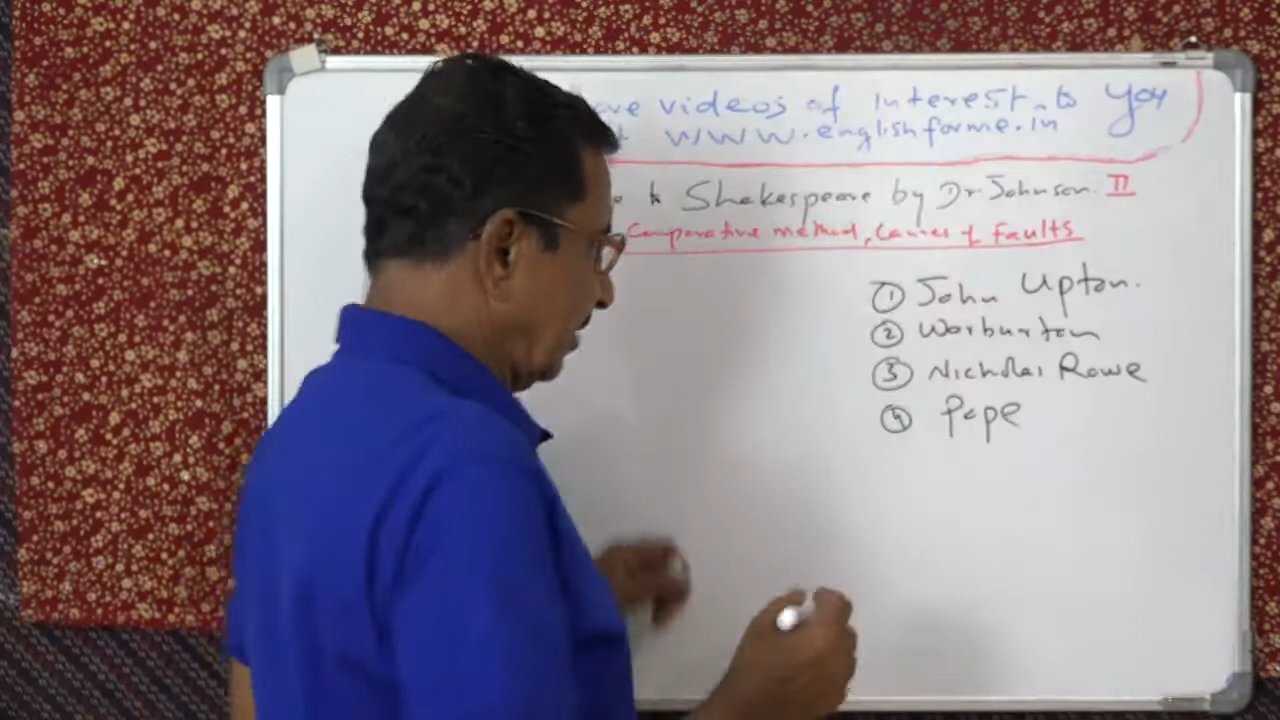 videos of interest to you
www.englishforme.in
Shakespeare by Dr. Johnson. II
Comparative method, Causes of Faults
① John Upton.
② Warburton
③ Nicholas Rowe
④ Pope